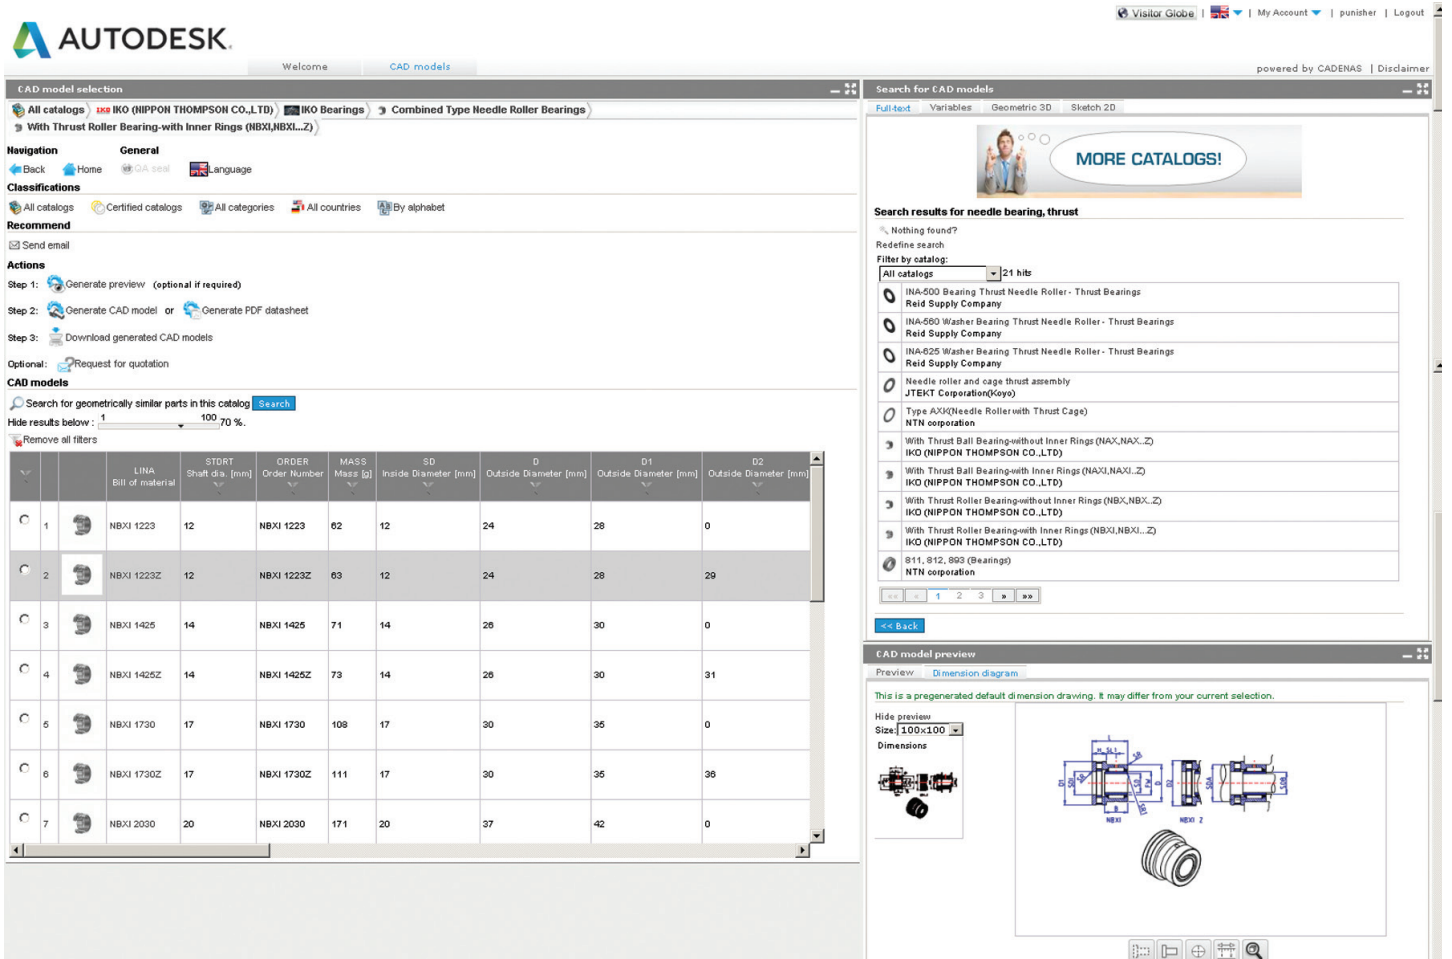 Visitor Globe | | My Account | punisher | Logout
AUTODESK.
Welcome CAD models
powered by CADENAS | Disclaimer
CAD model selection
All catalogs IKO IKO (NIPPON THOMPSON CO.,LTD) IKO Bearings Combined Type Needle Roller Bearings
With Thrust Roller Bearing-with Inner Rings (NBXI,NBXI...Z)
Navigation General
Back Home QA seal Language
Classifications
All catalogs Certified catalogs All categories All countries By alphabet
Recommend
Send email
Actions
Step 1: Generate preview (optional if required)
Step 2: Generate CAD model or Generate PDF datasheet
Step 3: Download generated CAD models
Optional: Request for quotation
CAD models
Search for geometrically similar parts in this catalog Search
Hide results below : 1 100 70 %.
Remove all filters
LINA STDRT ORDER MASS SD D D1 D2
Bill of material Shaft dia. [mm] Order Number Mass [g] Inside Diameter [mm] Outside Diameter [mm] Outside Diameter [mm] Outside Diameter [mm]
1 NBXI 1223 12 NBXI 1223 62 12 24 28 0
2 NBXI 1223Z 12 NBXI 1223Z 63 12 24 28 29
3 NBXI 1425 14 NBXI 1425 71 14 26 30 0
4 NBXI 1425Z 14 NBXI 1425Z 73 14 26 30 31
5 NBXI 1730 17 NBXI 1730 108 17 30 35 0
6 NBXI 1730Z 17 NBXI 1730Z 111 17 30 35 36
7 NBXI 2030 20 NBXI 2030 171 20 37 42 0
Search for CAD models
Full-text Variables Geometric 3D Sketch 2D
MORE CATALOGS!
Search results for needle bearing, thrust
Nothing found?
Redefine search
Filter by catalog:
All catalogs 21 hits
INA-500 Bearing Thrust Needle Roller - Thrust Bearings
Reid Supply Company
INA-560 Washer Bearing Thrust Needle Roller - Thrust Bearings
Reid Supply Company
INA-625 Washer Bearing Thrust Needle Roller - Thrust Bearings
Reid Supply Company
Needle roller and cage thrust assembly
JTEKT Corporation(Koyo)
Type AXK(Needle Roller with Thrust Cage)
NTN corporation
With Thrust Ball Bearing-without Inner Rings (NAX,NAX...Z)
IKO (NIPPON THOMPSON CO.,LTD)
With Thrust Ball Bearing-with Inner Rings (NAXI,NAXI...Z)
IKO (NIPPON THOMPSON CO.,LTD)
With Thrust Roller Bearing-without Inner Rings (NBX,NBX...Z)
IKO (NIPPON THOMPSON CO.,LTD)
With Thrust Roller Bearing-with Inner Rings (NBXI,NBXI...Z)
IKO (NIPPON THOMPSON CO.,LTD)
811, 812, 893 (Bearings)
NTN corporation
«« « 1 2 3 » »»
<< Back
CAD model preview
Preview Dimension diagram
This is a pregenerated default dimension drawing. It may differ from your current selection.
Hide preview
Size: 100x100
Dimensions
L
H SL1 SR
D1 SDI SR SD FW D D2 SDA SDB
B SR1
NBXI NBXI Z